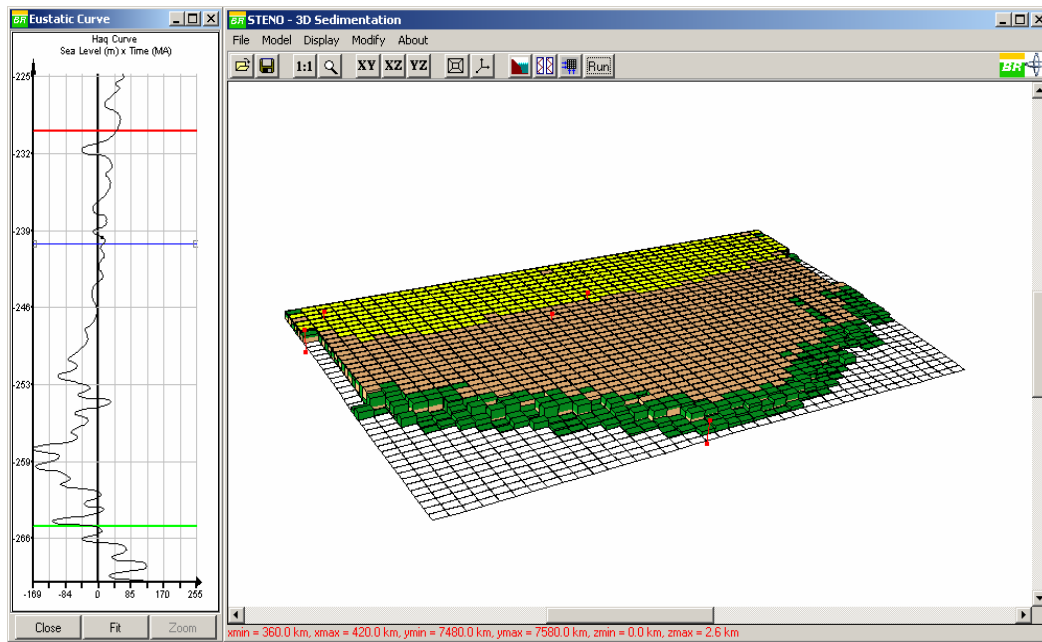 BR Eustatic Curve
Haq Curve
Sea Level (m) x Time (MA)
-225
-232
-239
-246
-253
-259
-266
-169 -84 0 85 170 255
Close Fit Zoom
BR STENO - 3D Sedimentation
File Model Display Modify About
1:1 XY XZ YZ Run
BR
xmin = 360.0 km, xmax = 420.0 km, ymin = 7480.0 km, ymax = 7580.0 km, zmin = 0.0 km, zmax = 2.6 km